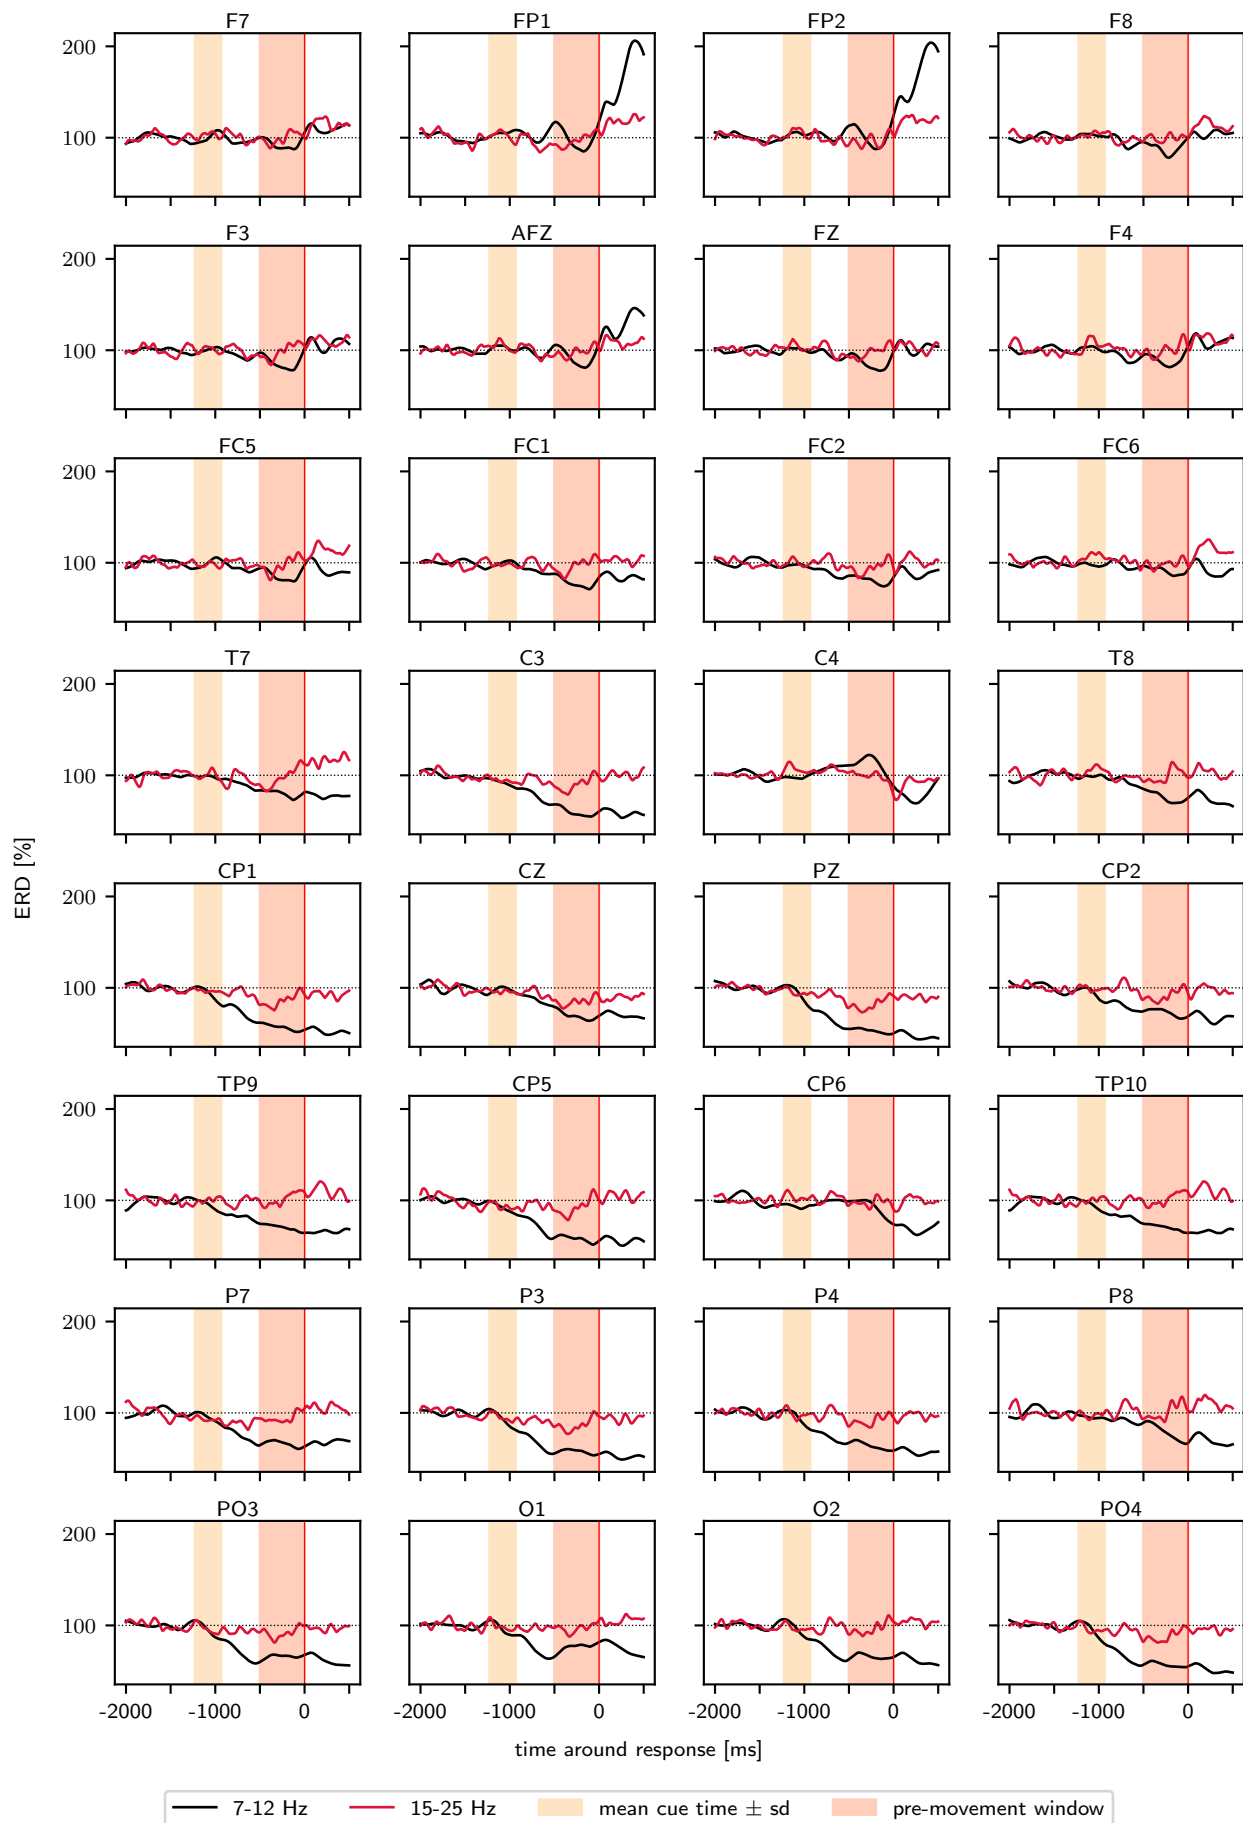 F7 FP1 FP2 F8
200
100
F3 AFZ FZ F4
200
100
FC5 FC1 FC2 FC6
200
100
T7 C3 C4 T8
200
100
ERD [%]
CP1 CZ PZ CP2
200
100
TP9 CP5 CP6 TP10
200
100
P7 P3 P4 P8
200
100
PO3 O1 O2 PO4
200
100
-2000 -1000 0 -2000 -1000 0 -2000 -1000 0 -2000 -1000 0
time around response [ms]
7-12 Hz 15-25 Hz mean cue time ± sd pre-movement window